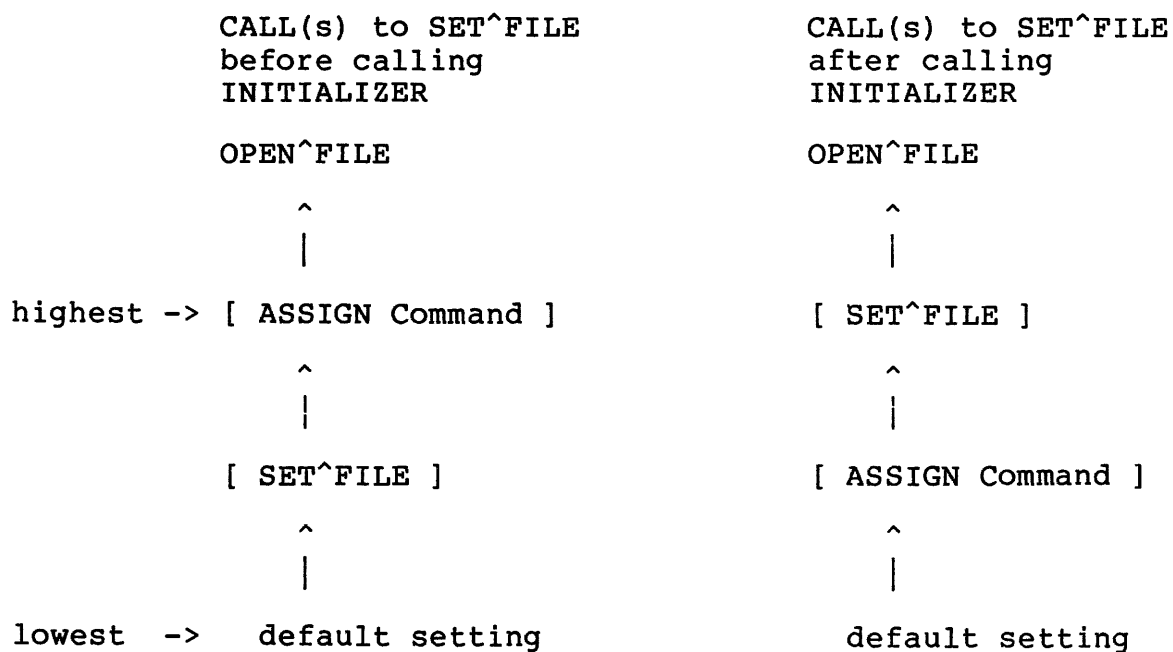 CALL(s) to SET^FILE CALL(s) to SET^FILE
before calling after calling
INITIALIZER INITIALIZER
OPEN^FILE OPEN^FILE
^ ^
| |
highest -> [ ASSIGN Command ] [ SET^FILE ]
^ ^
| |
[ SET^FILE ] [ ASSIGN Command ]
^ ^
| |
lowest -> default setting default setting